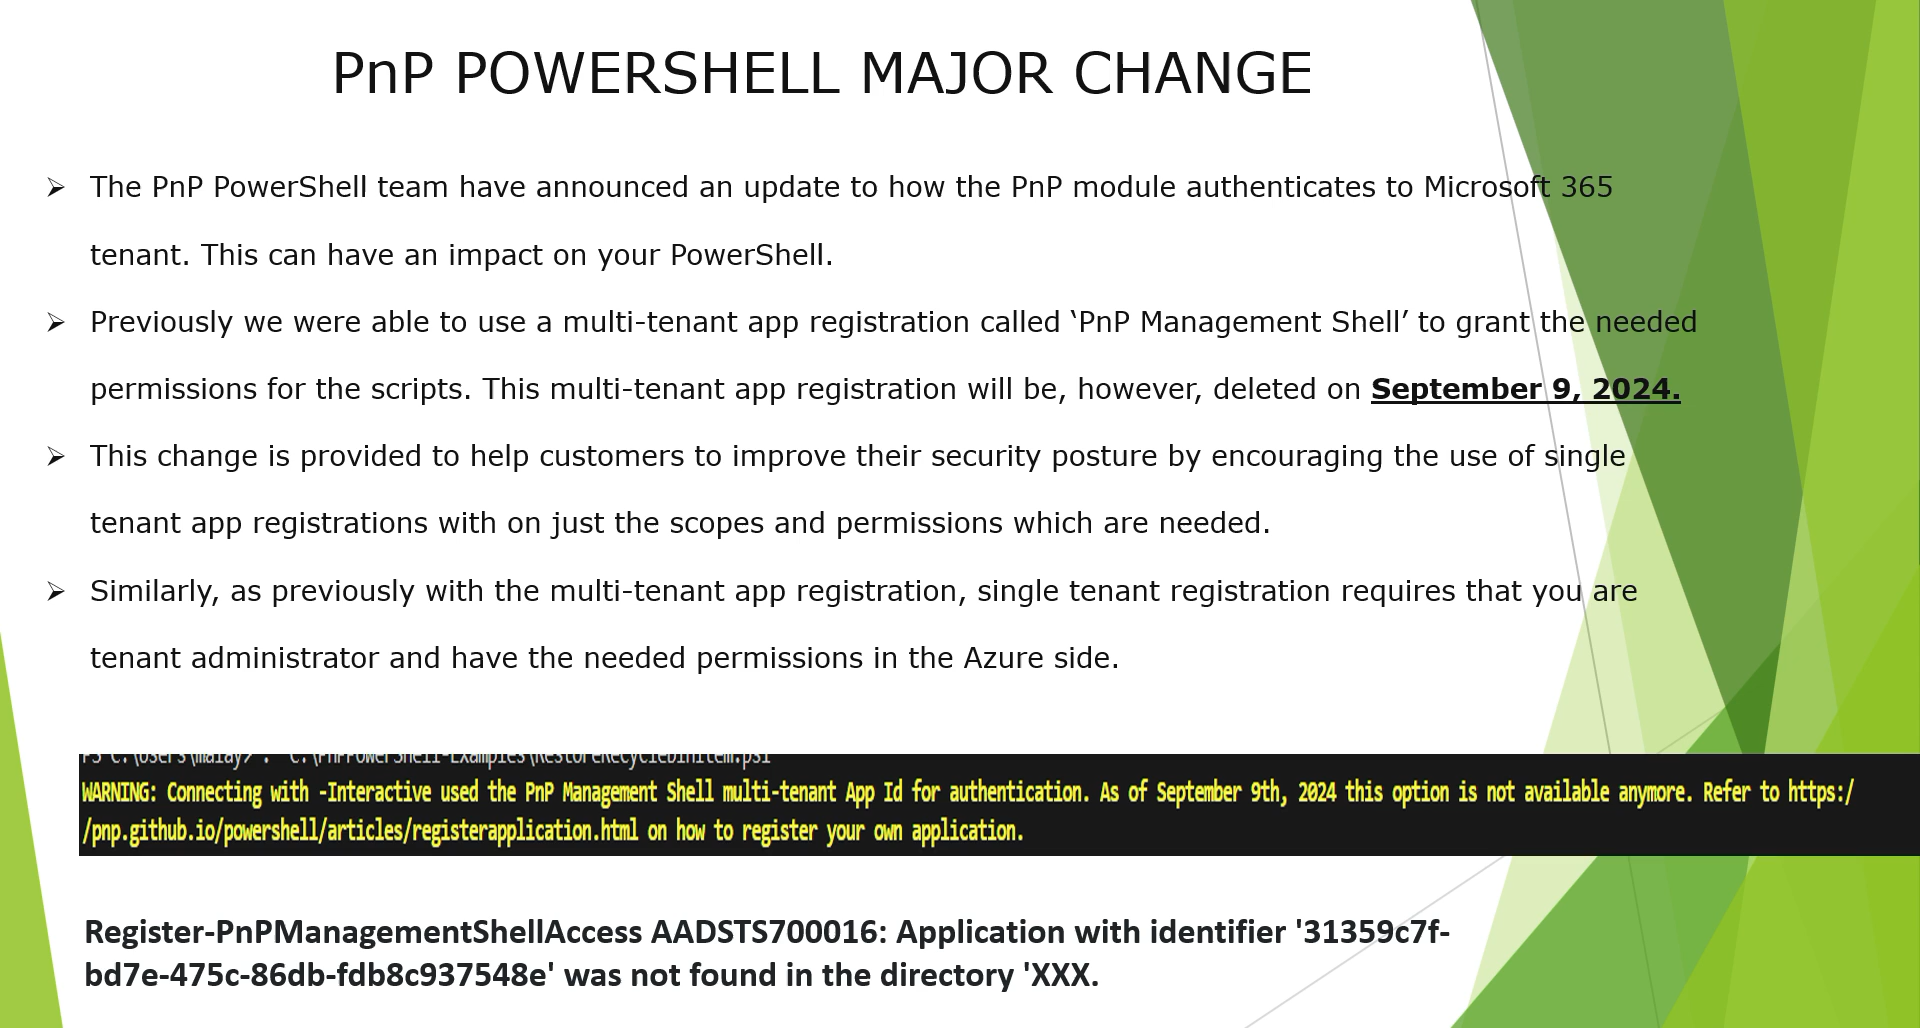 PnP POWERSHELL MAJOR CHANGE
The PnP PowerShell team have announced an update to how the PnP module authenticates to Microsoft 365
tenant. This can have an impact on your PowerShell.
Previously we were able to use a multi-tenant app registration called ‘PnP Management Shell’ to grant the needed
permissions for the scripts. This multi-tenant app registration will be, however, deleted on September 9, 2024.
This change is provided to help customers to improve their security posture by encouraging the use of single
tenant app registrations with on just the scopes and permissions which are needed.
Similarly, as previously with the multi-tenant app registration, single tenant registration requires that you are
tenant administrator and have the needed permissions in the Azure side.
PS C:\Users\malay> . 'C:\PnPPowerShell-Examples\RestoreRecycleBinItem.ps1'
WARNING: Connecting with -Interactive used the PnP Management Shell multi-tenant App Id for authentication. As of September 9th, 2024 this option is not available anymore. Refer to https:/
/pnp.github.io/powershell/articles/registerapplication.html on how to register your own application.
Register-PnPManagementShellAccess AADSTS700016: Application with identifier '31359c7f-
bd7e-475c-86db-fdb8c937548e' was not found in the directory 'XXX.